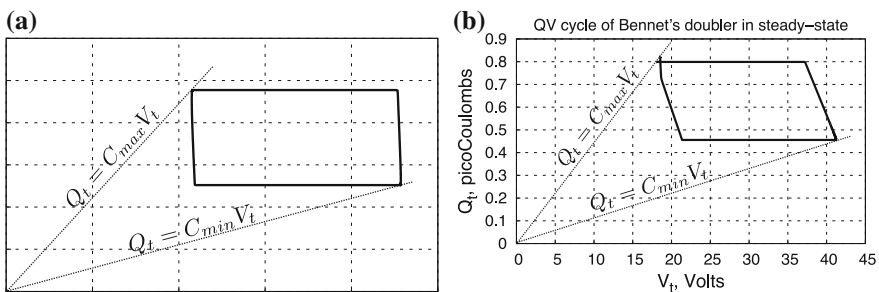 (a)
Q_t = C_max V_t
Q_t = C_min V_t
(b)
QV cycle of Bennet's doubler in steady–state
Q_t, picoCoulombs
0.9
0.8
0.7
0.6
0.5
0.4
0.3
0.2
0.1
0
Q_t = C_max V_t
Q_t = C_min V_t
0 5 10 15 20 25 30 35 40 45
V_t, Volts